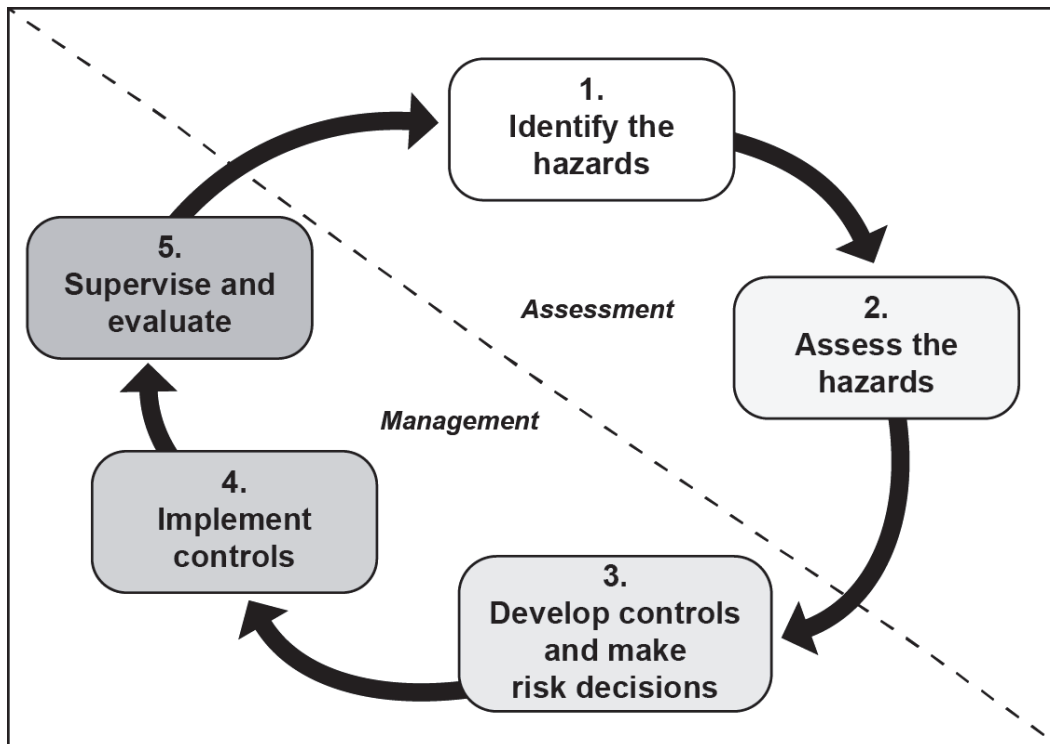 1.
Identify the
hazards
2.
Assess the
hazards
3.
Develop controls
and make
risk decisions
4.
Implement
controls
5.
Supervise and
evaluate
Assessment
Management